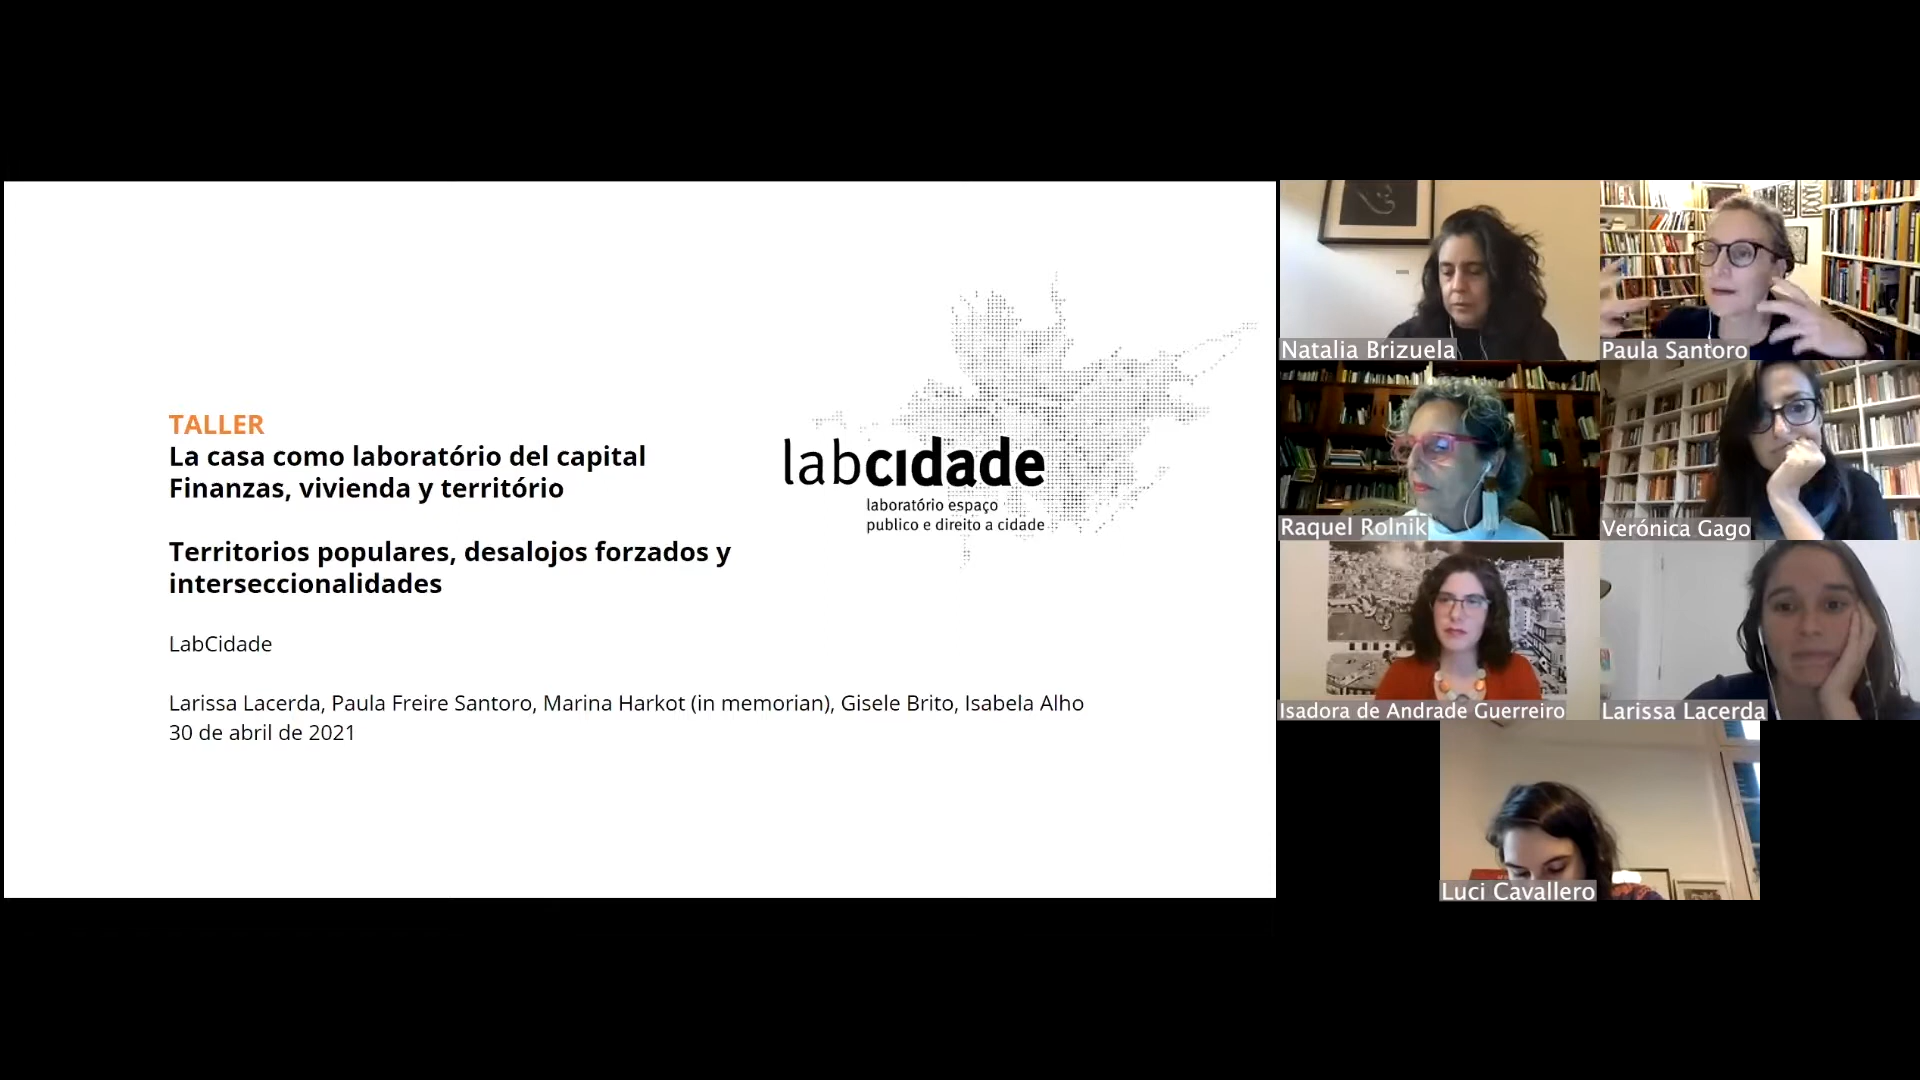 TALLER
La casa como laboratório del capital
Finanzas, vivienda y território
Territorios populares, desalojos forzados y
interseccionalidades
LabCidade
Larissa Lacerda, Paula Freire Santoro, Marina Harkot (in memorian), Gisele Brito, Isabela Alho
30 de abril de 2021
labcidade
laboratório espaço
publico e direito a cidade
Natalia Brizuela
Paula Santoro
Raquel Rolnik
Verónica Gago
Isadora de Andrade Guerreiro
Larissa Lacerda
Luci Cavallero